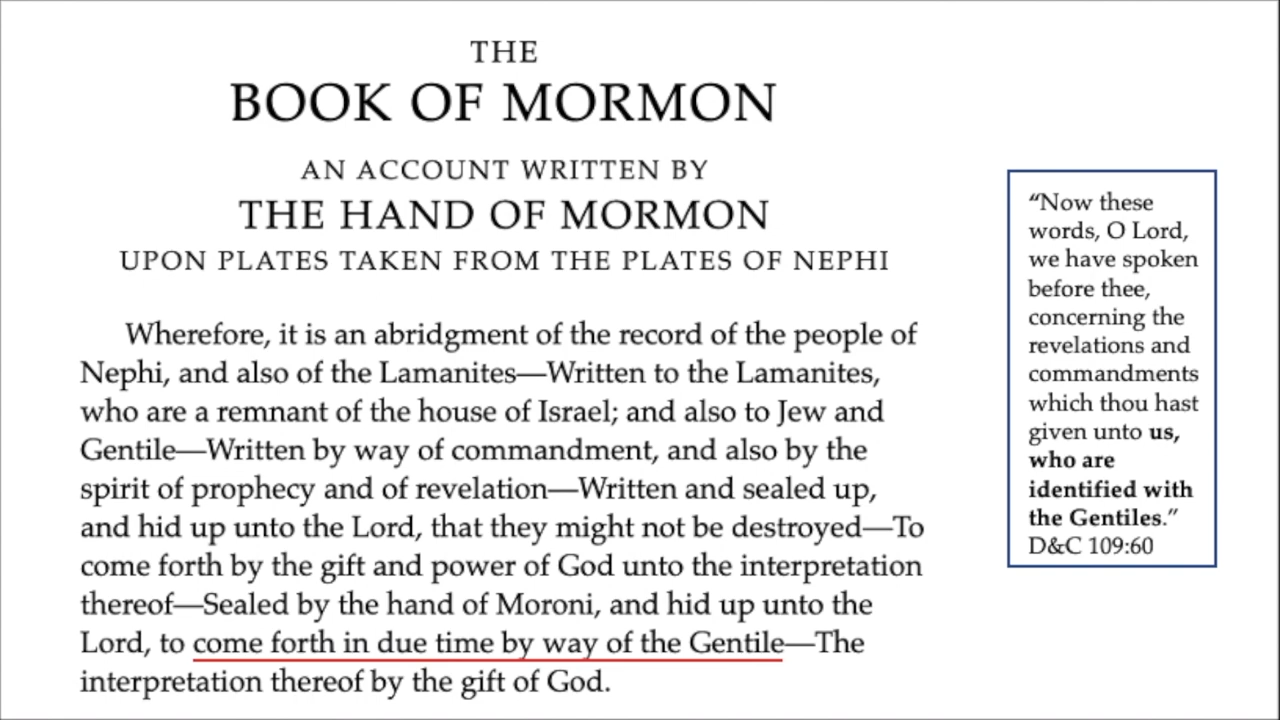 THE
BOOK OF MORMON
AN ACCOUNT WRITTEN BY
THE HAND OF MORMON
UPON PLATES TAKEN FROM THE PLATES OF NEPHI
Wherefore, it is an abridgment of the record of the people of
Nephi, and also of the Lamanites—Written to the Lamanites,
who are a remnant of the house of Israel; and also to Jew and
Gentile—Written by way of commandment, and also by the
spirit of prophecy and of revelation—Written and sealed up,
and hid up unto the Lord, that they might not be destroyed—To
come forth by the gift and power of God unto the interpretation
thereof—Sealed by the hand of Moroni, and hid up unto the
Lord, to come forth in due time by way of the Gentile—The
interpretation thereof by the gift of God.
“Now these
words, O Lord,
we have spoken
before thee,
concerning the
revelations and
commandments
which thou hast
given unto us,
who are
identified with
the Gentiles.”
D&C 109:60